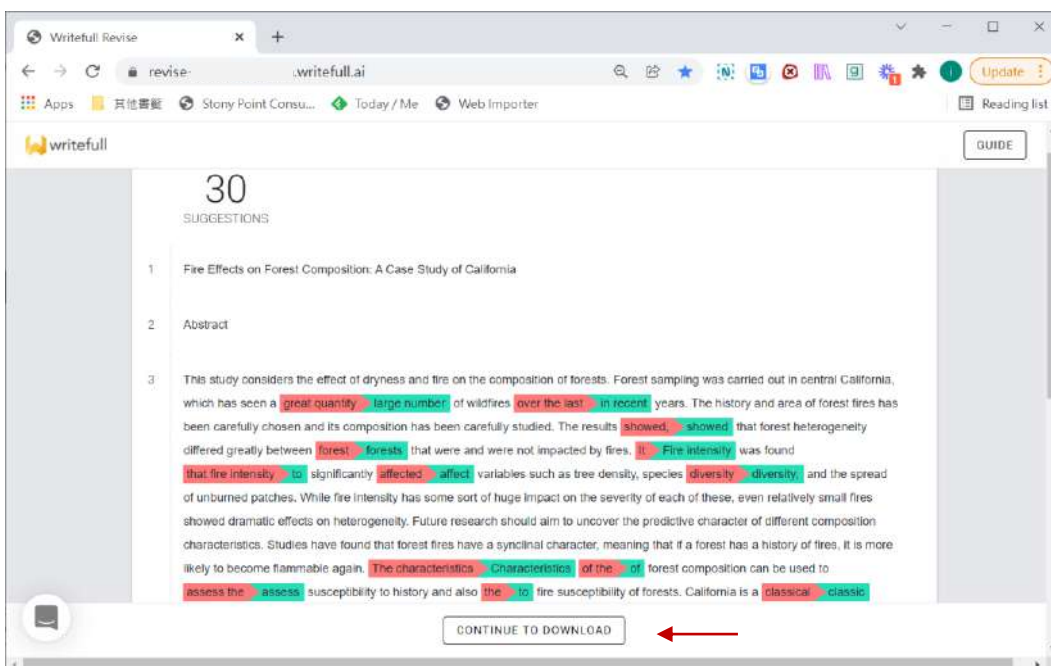 Writefull Revise
revise- .writefull.ai
Update
Apps 其他書籤 Stony Point Consu... Today / Me Web Importer Reading list
writefull GUIDE
30
SUGGESTIONS
1 Fire Effects on Forest Composition: A Case Study of California
2 Abstract
3 This study considers the effect of dryness and fire on the composition of forests. Forest sampling was carried out in central California,
which has seen a great quantity large number of wildfires over the last in recent years. The history and area of forest fires has
been carefully chosen and its composition has been carefully studied. The results showed, showed that forest heterogeneity
differed greatly between forest forests that were and were not impacted by fires. It Fire intensity was found
that fire intensity to significantly affected affect variables such as tree density, species diversity diversity, and the spread
of unburned patches. While fire intensity has some sort of huge impact on the severity of each of these, even relatively small fires
showed dramatic effects on heterogeneity. Future research should aim to uncover the predictive character of different composition
characteristics. Studies have found that forest fires have a synclinal character, meaning that if a forest has a history of fires, it is more
likely to become flammable again. The characteristics Characteristics of the of forest composition can be used to
assess the assess susceptibility to history and also the to fire susceptibility of forests. California is a classical classic
CONTINUE TO DOWNLOAD